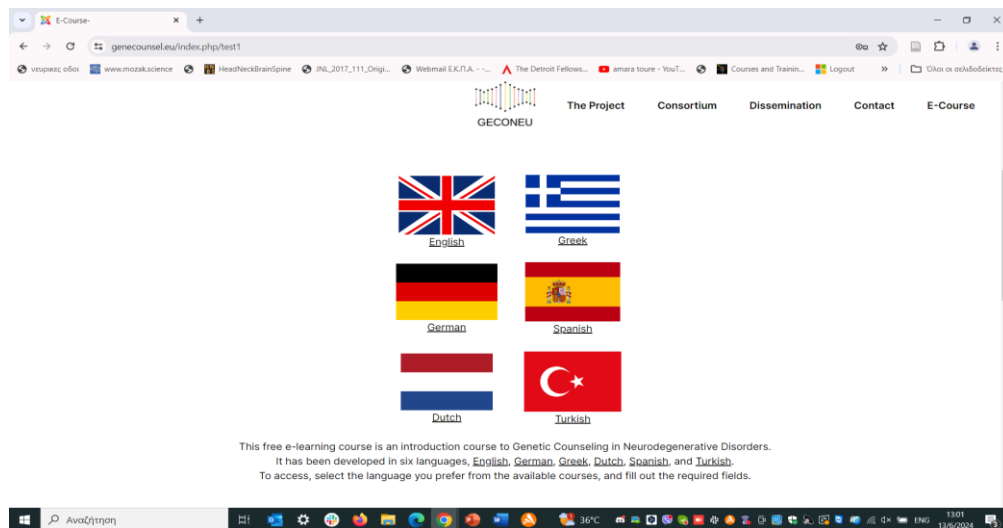 E-Course-
genecounsel.eu/index.php/test1
νευρικες οδοι www.mozak.science HeadNeckBrainSpine JNL_2017_111_Origi... Webmail Ε.Κ.Π.Α. - -... The Detroit Fellows... amara toure - YouT... Courses and Trainin... Logout » Όλοι οι σελιδοδείκτες
GECONEU
The Project Consortium Dissemination Contact E-Course
English Greek
German Spanish
Dutch Turkish
This free e-learning course is an introduction course to Genetic Counseling in Neurodegenerative Disorders.
It has been developed in six languages, English, German, Greek, Dutch, Spanish, and Turkish.
To access, select the language you prefer from the available courses, and fill out the required fields.
Αναζήτηση 36°C ENG 13:01
13/6/2024